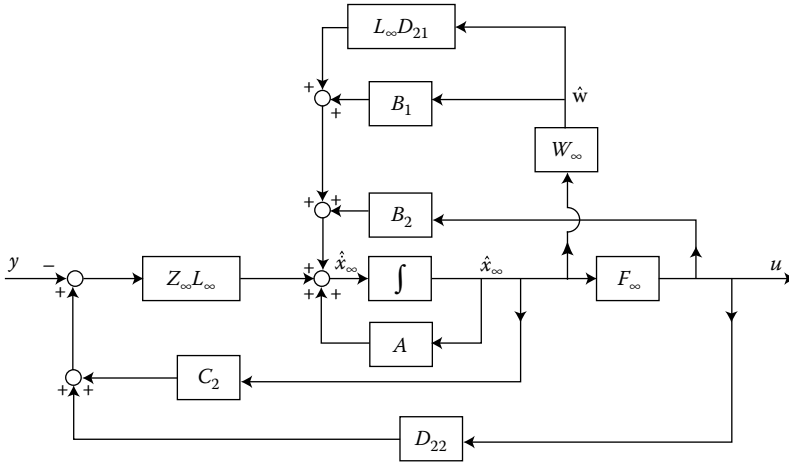 L∞D21
+
+
B1
ŵ
W∞
+
+
B2
y
−
+
Z∞L∞
+
+
+
x̂̇∞
∫
x̂∞
F∞
u
A
+
+
C2
D22